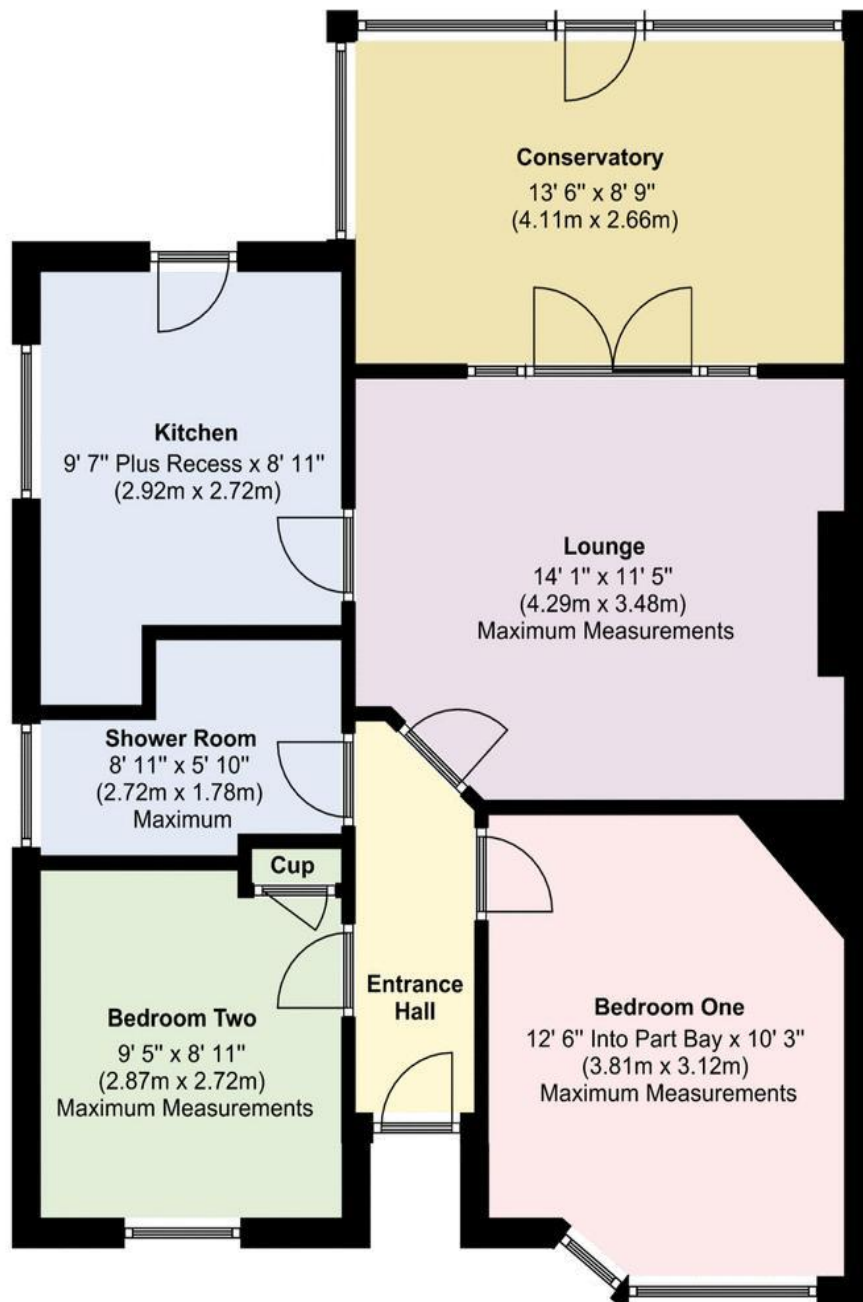 Conservatory
13' 6" x 8' 9"
(4.11m x 2.66m)
Kitchen
9' 7" Plus Recess x 8' 11"
(2.92m x 2.72m)
Lounge
14' 1" x 11' 5"
(4.29m x 3.48m)
Maximum Measurements
Shower Room
8' 11" x 5' 10"
(2.72m x 1.78m)
Maximum
Cup
Entrance
Hall
Bedroom Two
9' 5" x 8' 11"
(2.87m x 2.72m)
Maximum Measurements
Bedroom One
12' 6" Into Part Bay x 10' 3"
(3.81m x 3.12m)
Maximum Measurements